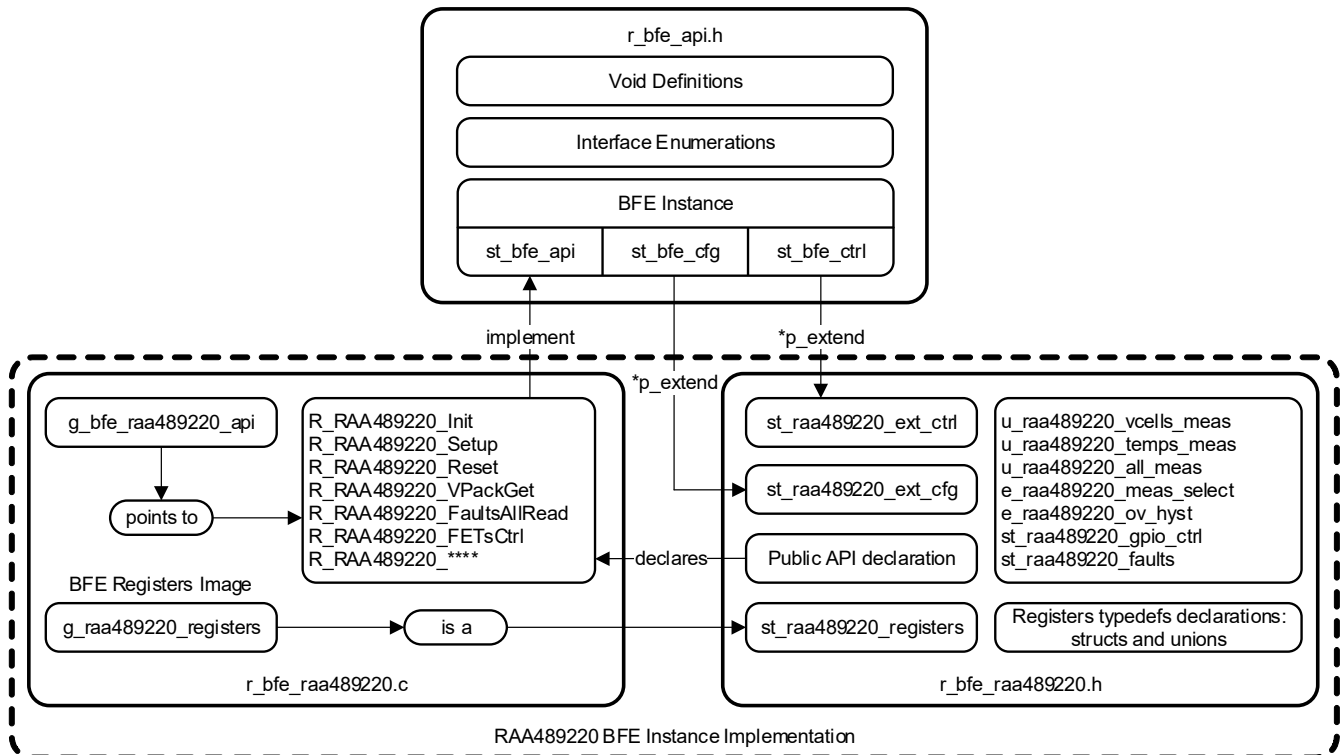 r_bfe_api.h
Void Definitions
Interface Enumerations
BFE Instance
st_bfe_api
st_bfe_cfg
st_bfe_ctrl
implement
*p_extend
*p_extend
g_bfe_raa489220_api
points to
R_RAA489220_Init
R_RAA489220_Setup
R_RAA489220_Reset
R_RAA489220_VPackGet
R_RAA489220_FaultsAllRead
R_RAA489220_FETsCtrl
R_RAA489220_****
BFE Registers Image
g_raa489220_registers
is a
r_bfe_raa489220.c
declares
st_raa489220_ext_ctrl
st_raa489220_ext_cfg
Public API declaration
st_raa489220_registers
u_raa489220_vcells_meas
u_raa489220_temps_meas
u_raa489220_all_meas
e_raa489220_meas_select
e_raa489220_ov_hyst
st_raa489220_gpio_ctrl
st_raa489220_faults
Registers typedefs declarations:
structs and unions
r_bfe_raa489220.h
RAA489220 BFE Instance Implementation